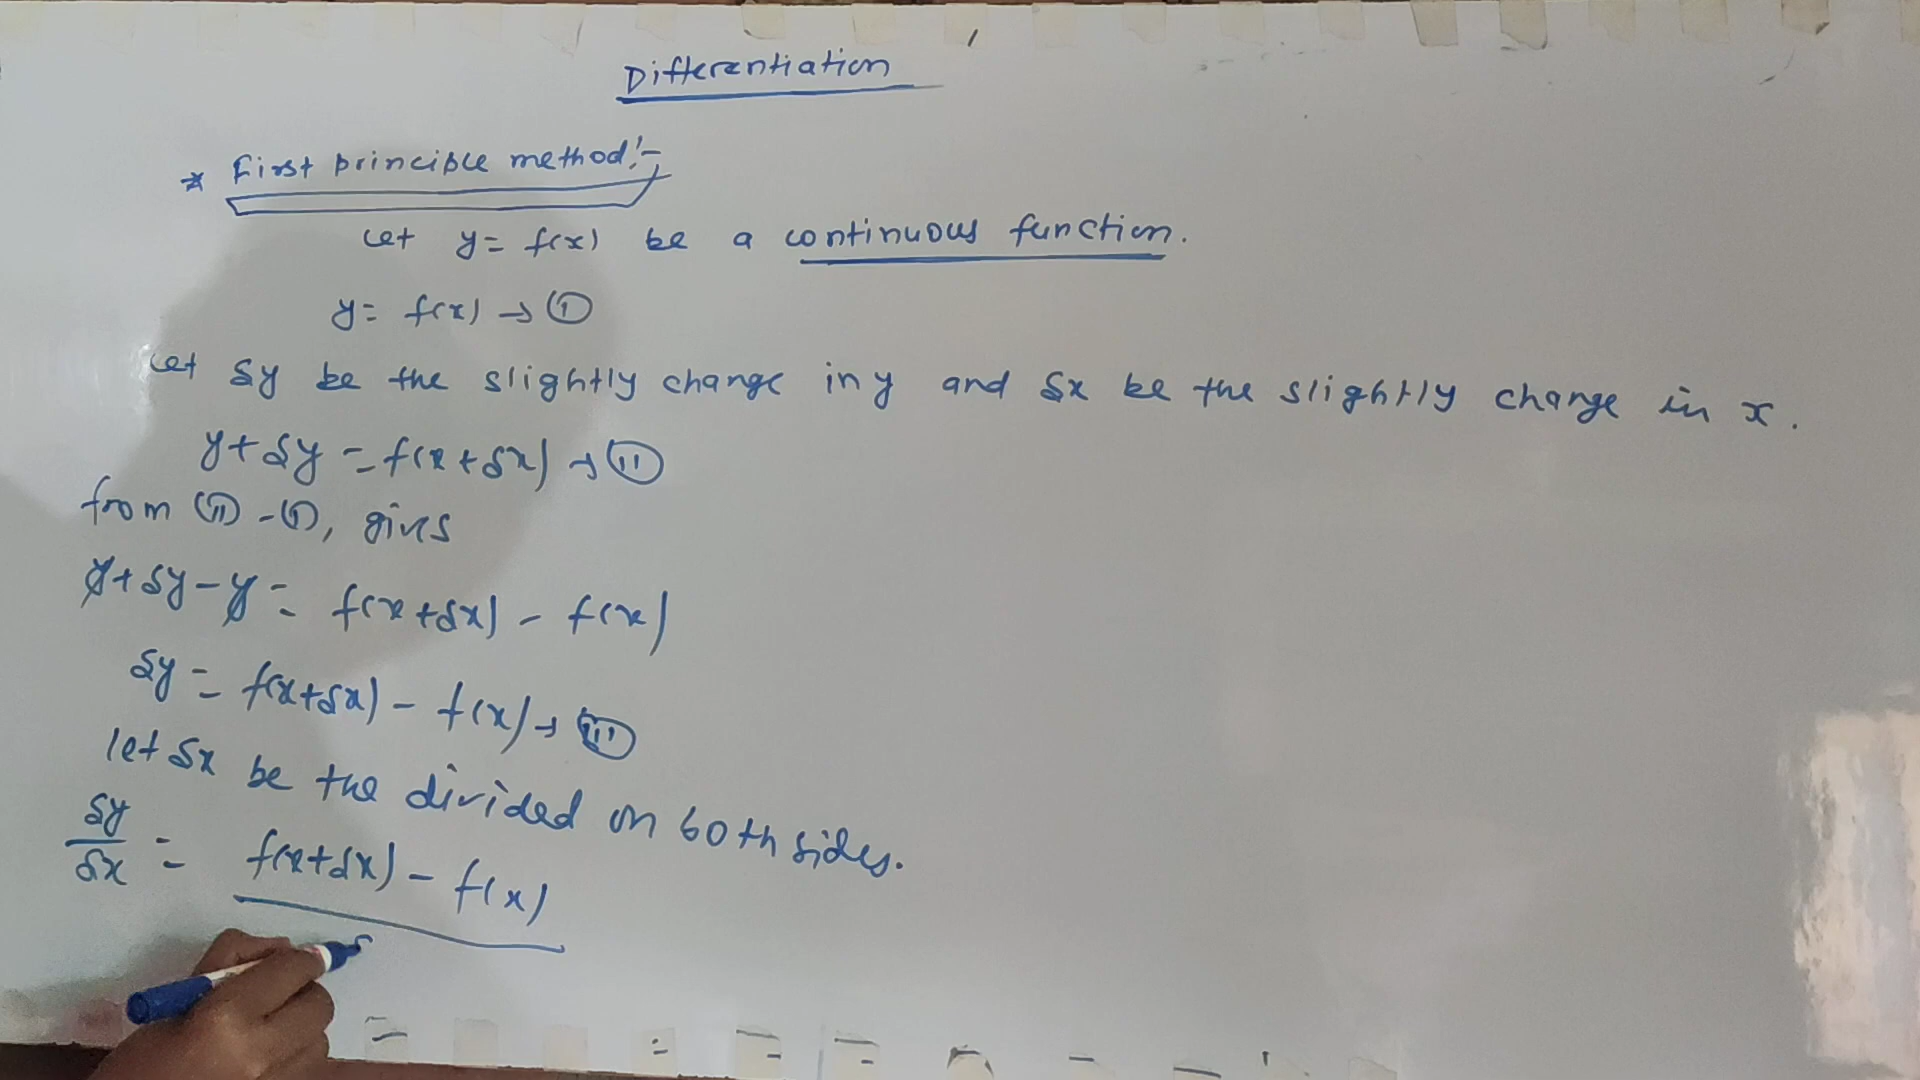 Differentiation
* First principle method:-
Let y = f(x) be a continuous function.
y = f(x) → (I)
Let δy be the slightly change in y and δx be the slightly change in x.
y + δy = f(x + δx) → (II)
from (II) - (I), gives
y + δy - y = f(x + δx) - f(x)
δy = f(x + δx) - f(x) → (III)
let δx be the divided on both sides.
δy/δx = f(x + δx) - f(x)